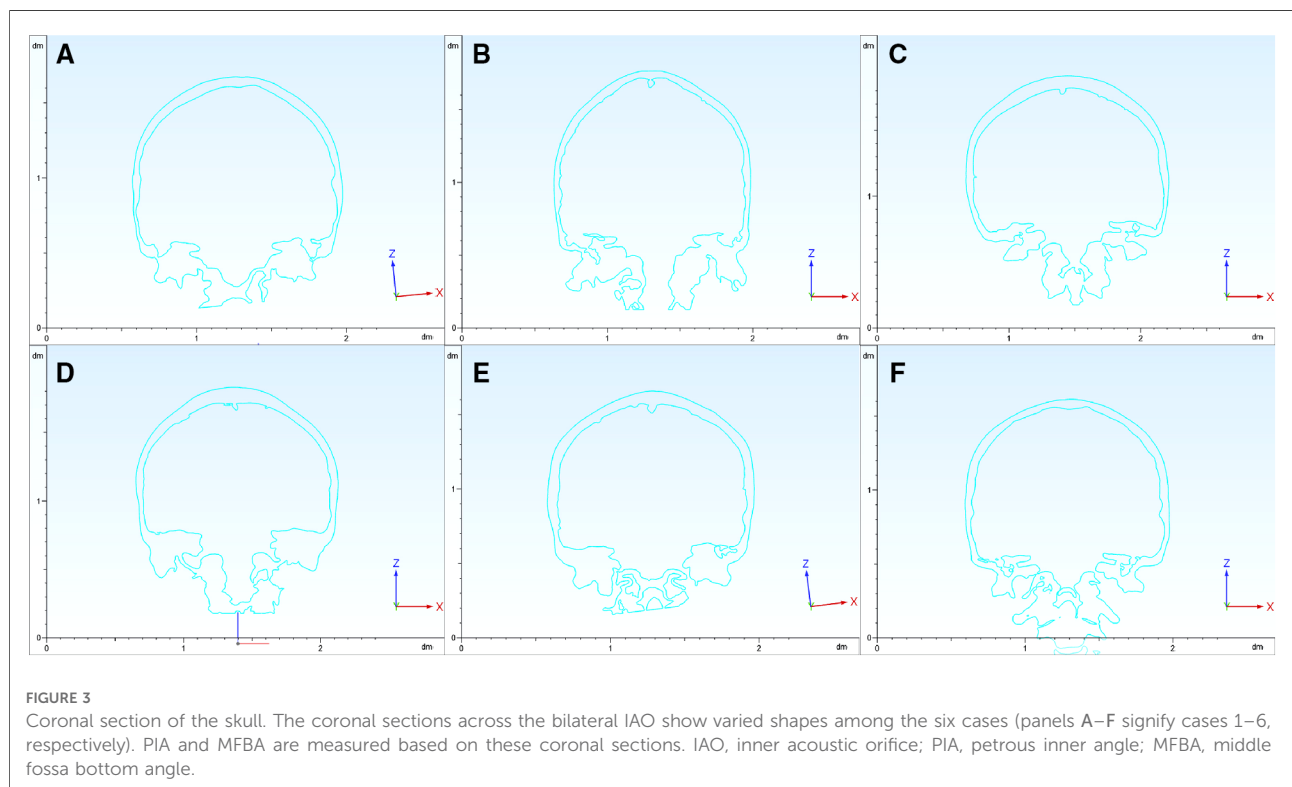 dm
A
1
Z
X
0
0
1
2
dm
dm
B
1
Z
X
0
0
1
2
dm
dm
C
1
Z
X
0
0
1
2
dm
dm
D
1
Z
X
0
0
1
2
dm
dm
E
1
Z
X
0
0
1
2
dm
dm
F
1
Z
X
0
0
1
2
dm
FIGURE 3
Coronal section of the skull. The coronal sections across the bilateral IAO show varied shapes among the six cases (panels A–F signify cases 1–6,
respectively). PIA and MFBA are measured based on these coronal sections. IAO, inner acoustic orifice; PIA, petrous inner angle; MFBA, middle
fossa bottom angle.